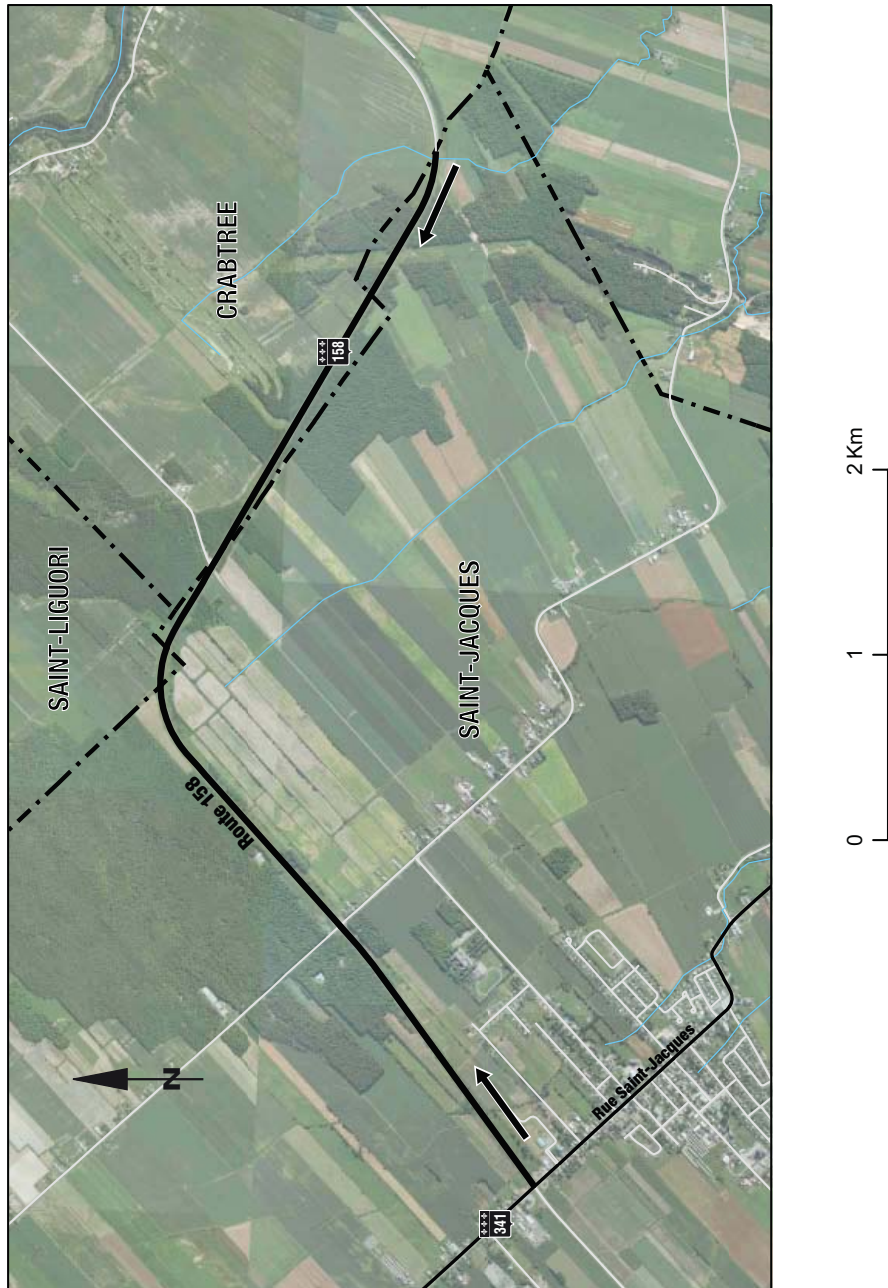 SAINT-LIGUORI
CRABTREE
158
Route 158
SAINT-JACQUES
N
Rue Saint-Jacques
341
0
1
2 Km